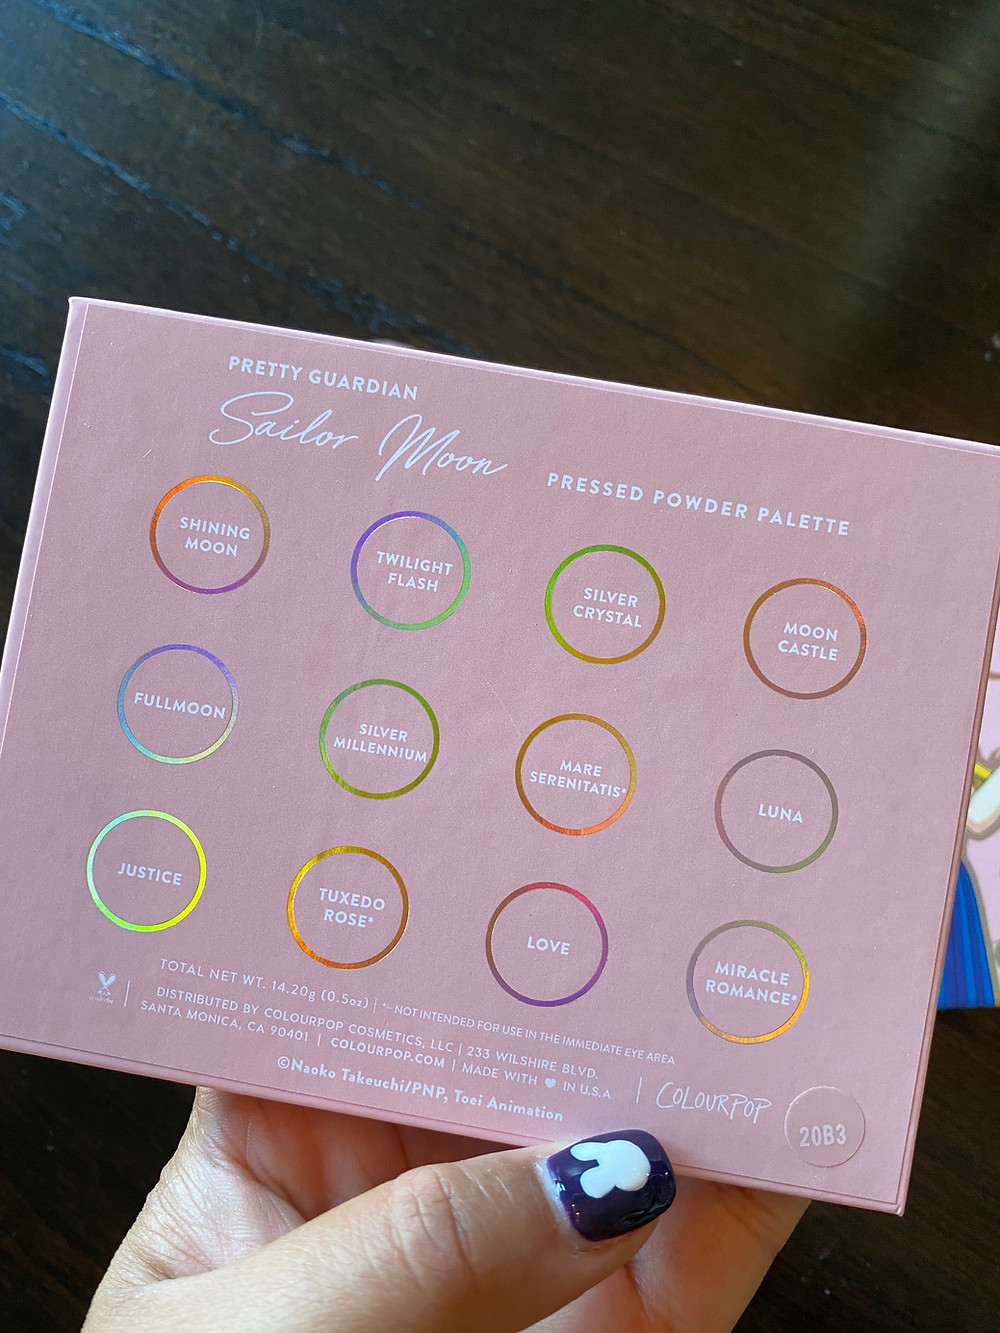 PRETTY GUARDIAN
Sailor Moon
PRESSED POWDER PALETTE
SHINING
MOON
TWILIGHT
FLASH
SILVER
CRYSTAL
MOON
CASTLE
FULLMOON
SILVER
MILLENNIUM
MARE
SERENITATIS*
LUNA
JUSTICE
TUXEDO
ROSE*
LOVE
MIRACLE
ROMANCE*
TOTAL NET WT. 14.20g (0.5oz) | *– NOT INTENDED FOR USE IN THE IMMEDIATE EYE AREA
DISTRIBUTED BY COLOURPOP COSMETICS, LLC | 233 WILSHIRE BLVD.
SANTA MONICA, CA 90401 | COLOURPOP.COM | MADE WITH ♥ IN U.S.A
©Naoko Takeuchi/PNP, Toei Animation
COLOURPOP
20B3